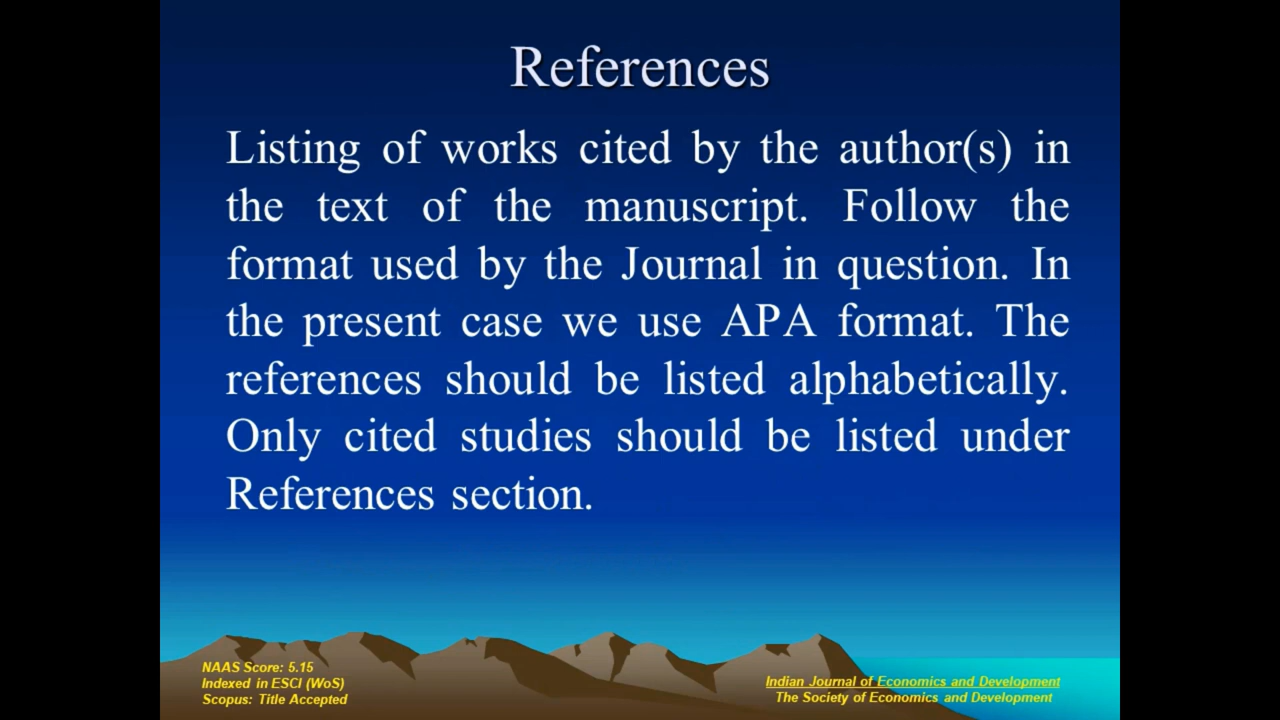 References
Listing of works cited by the author(s) in
the text of the manuscript. Follow the
format used by the Journal in question. In
the present case we use APA format. The
references should be listed alphabetically.
Only cited studies should be listed under
References section.
NAAS Score: 5.15
Indexed in ESCI (WoS)
Scopus: Title Accepted
Indian Journal of Economics and Development
The Society of Economics and Development